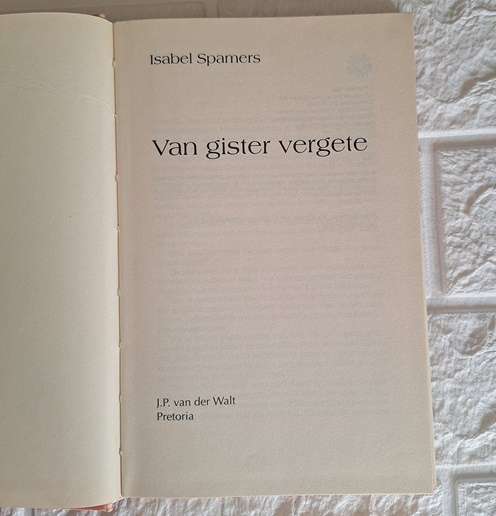 Isabel Spamers
Van gister vergete
J.P. van der Walt
Pretoria